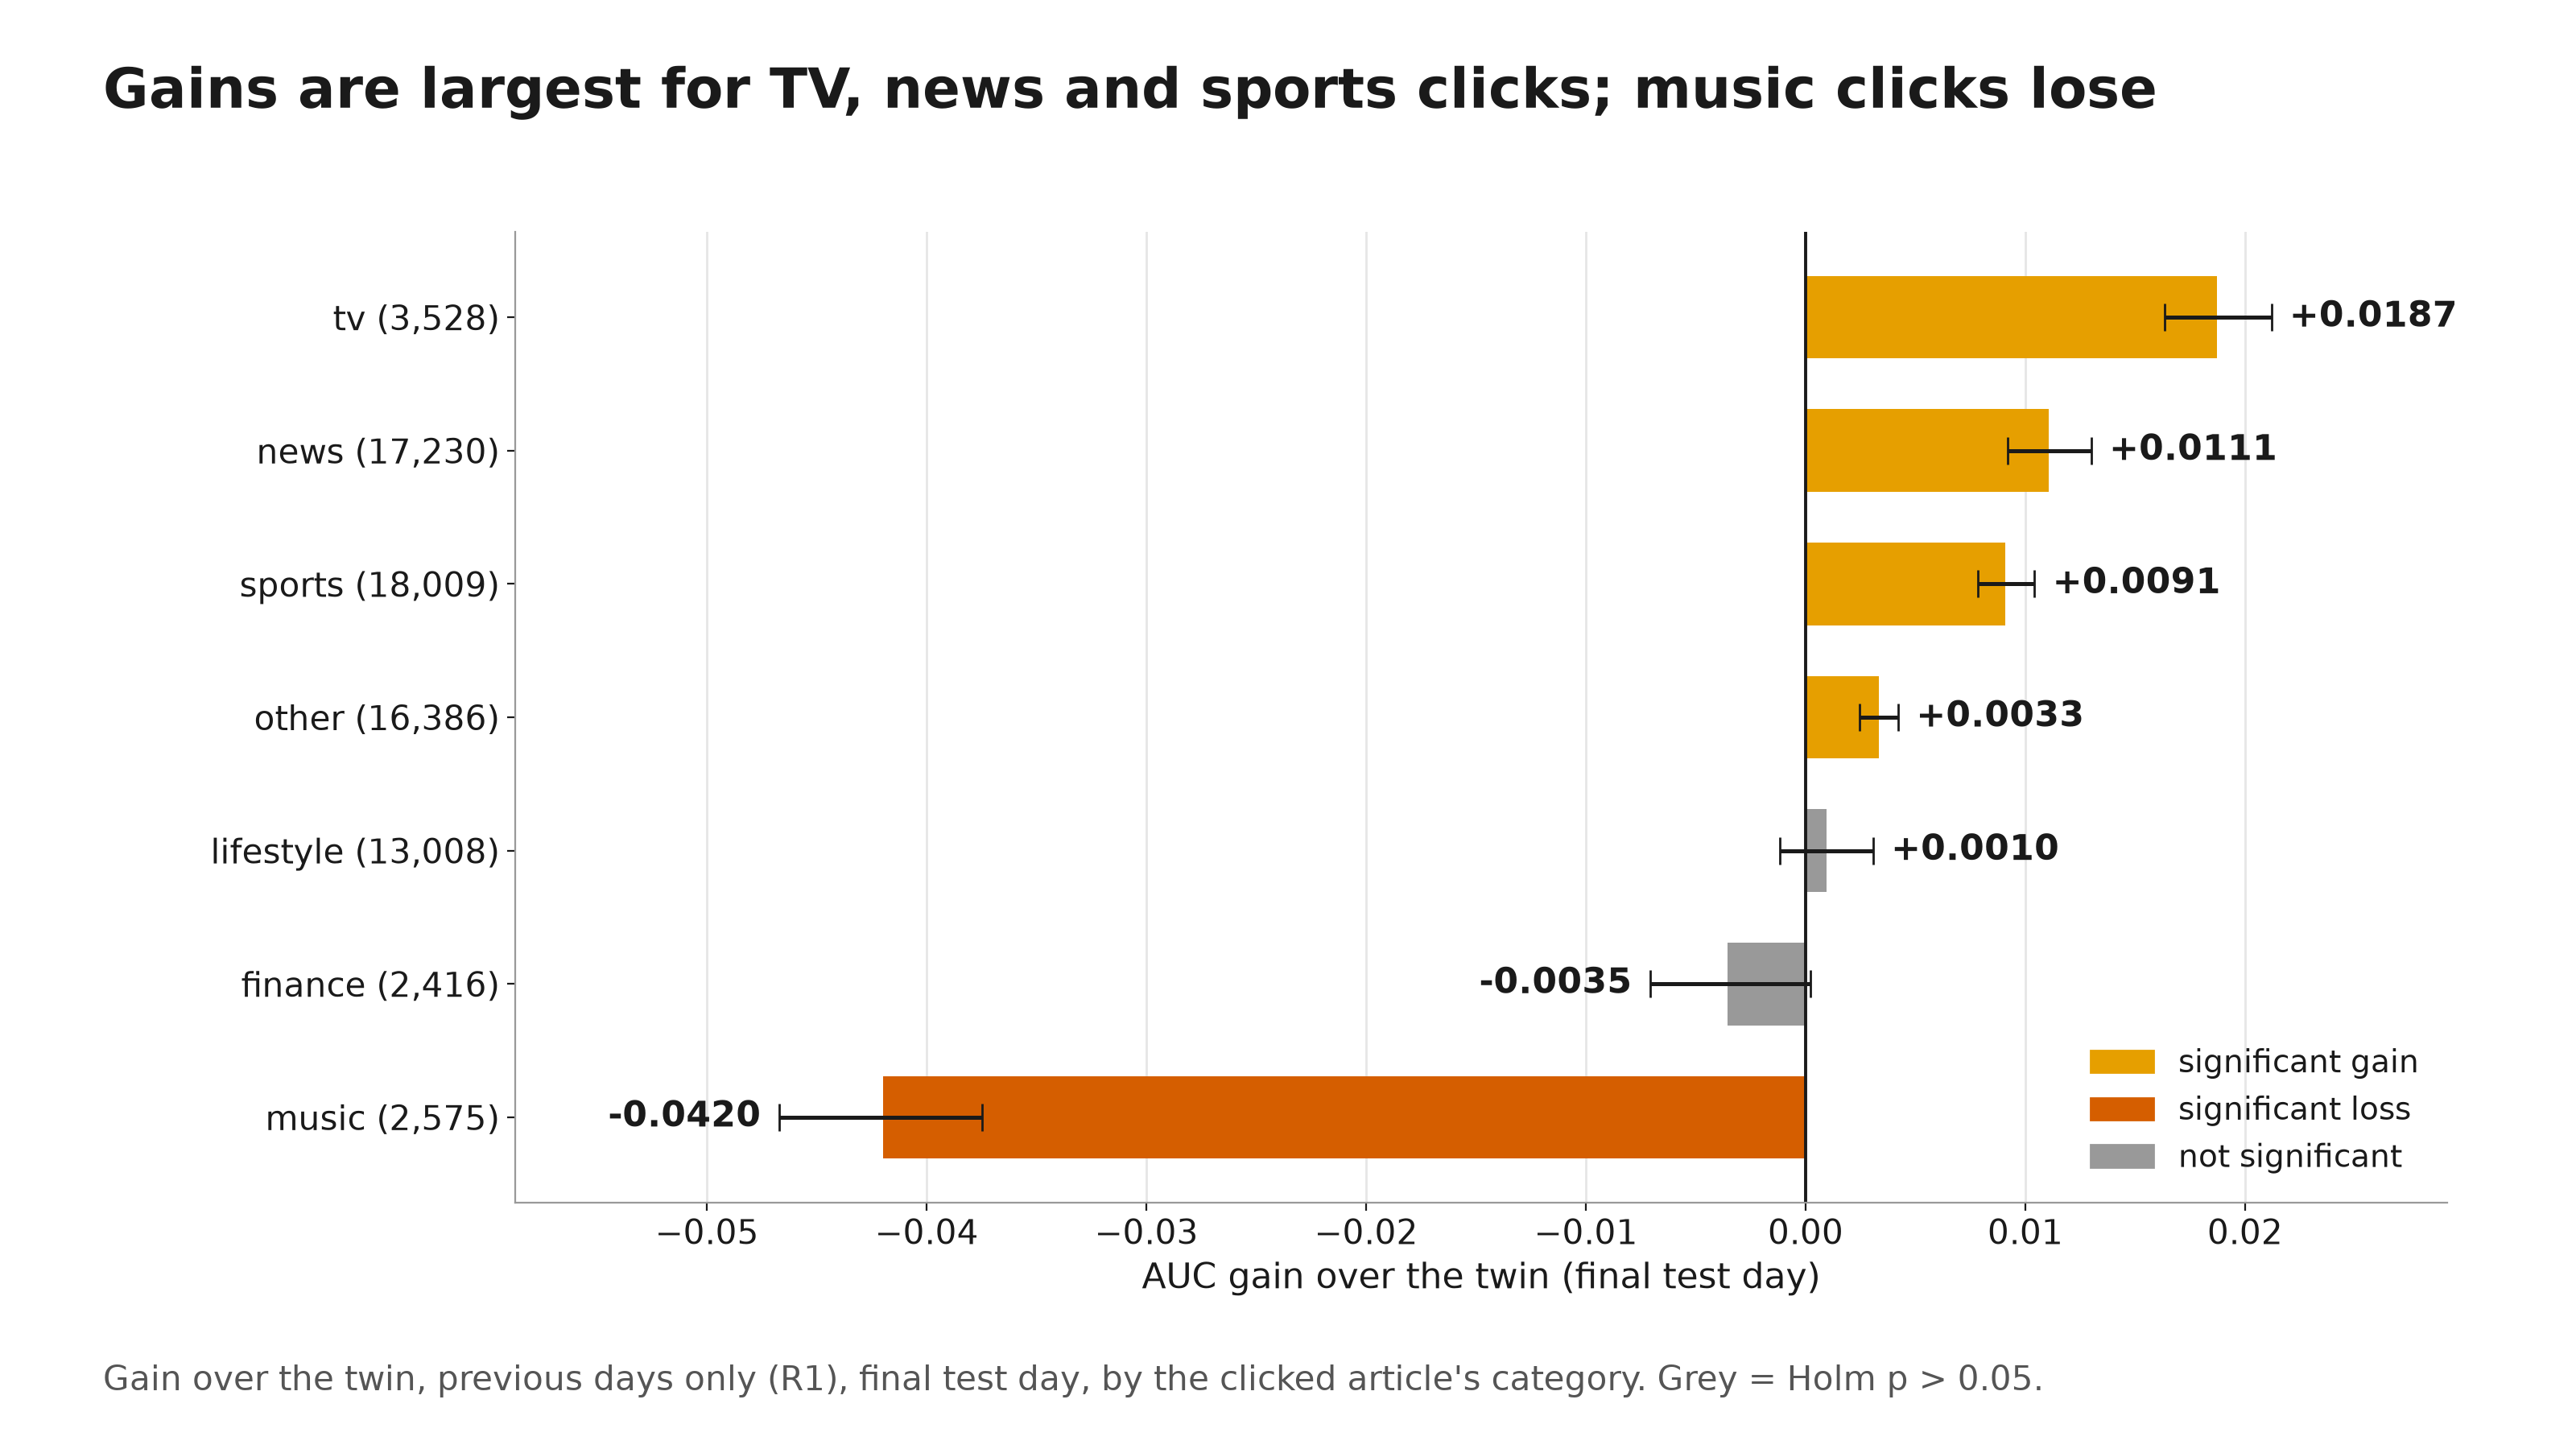 Gains are largest for TV, news and sports clicks; music clicks lose
tv (3,528)
+0.0187
news (17,230)
+0.0111
sports (18,009)
+0.0091
other (16,386)
+0.0033
lifestyle (13,008)
+0.0010
finance (2,416)
-0.0035
music (2,575)
-0.0420
significant gain
significant loss
not significant
−0.05 −0.04 −0.03 −0.02 −0.01 0.00 0.01 0.02
AUC gain over the twin (final test day)
Gain over the twin, previous days only (R1), final test day, by the clicked article's category. Grey = Holm p > 0.05.